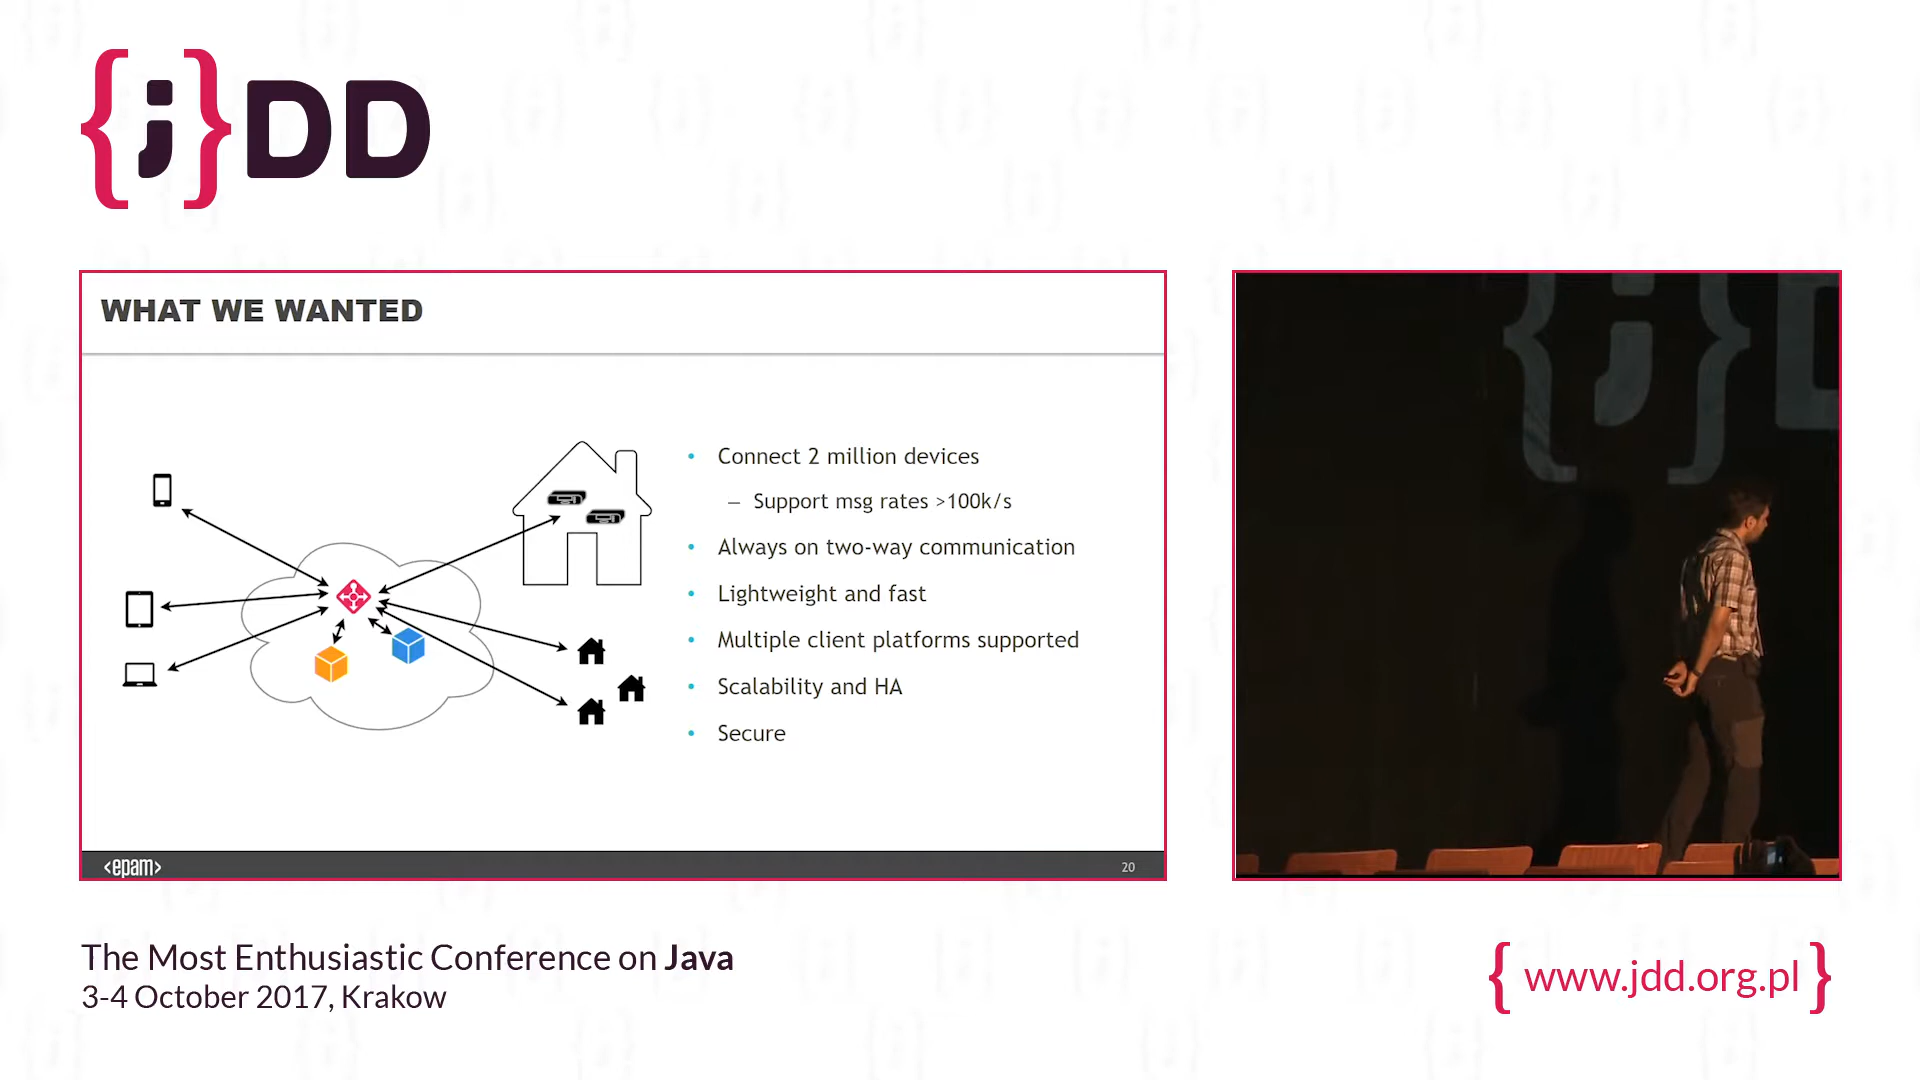 {;}DD
WHAT WE WANTED
• Connect 2 million devices
– Support msg rates >100k/s
• Always on two-way communication
• Lightweight and fast
• Multiple client platforms supported
• Scalability and HA
• Secure
<epam>
20
{;}D
The Most Enthusiastic Conference on Java
3-4 October 2017, Krakow
{ www.jdd.org.pl }